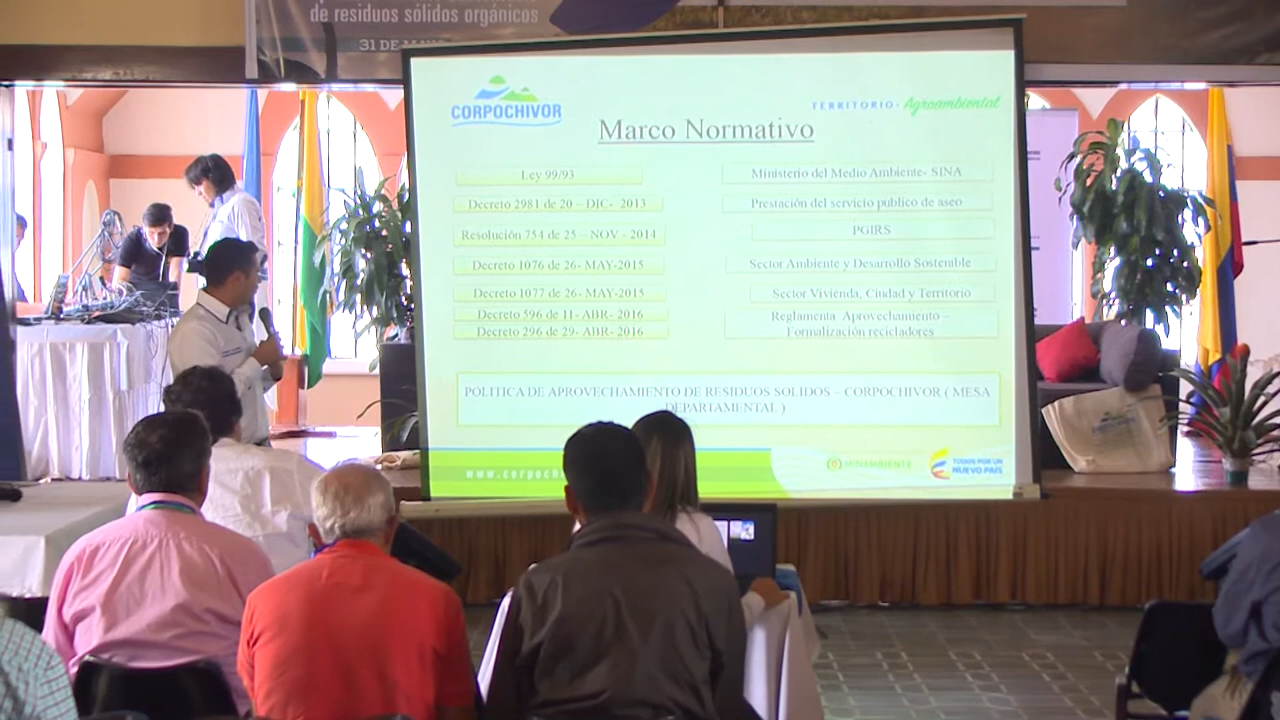 de residuos sólidos orgánicos
31 DE MAYO
CORPOCHIVOR
TERRITORIO - Agroambiental
Marco Normativo
Ley 99/93
Ministerio del Medio Ambiente- SINA
Decreto 2981 de 20 – DIC- 2013
Prestación del servicio publico de aseo
Resolución 754 de 25 – NOV - 2014
PGIRS
Decreto 1076 de 26- MAY-2015
Sector Ambiente y Desarrollo Sostenible
Decreto 1077 de 26- MAY-2015
Sector Vivienda, Ciudad y Territorio
Decreto 596 de 11- ABR- 2016
Decreto 296 de 29- ABR- 2016
Reglamenta Aprovechamiento –
Formalización recicladores
POLITICA DE APROVECHAMIENTO DE RESIDUOS SOLIDOS – CORPOCHIVOR ( MESA
DEPARTAMENTAL )
www.corpoch
MINAMBIENTE
TODOS POR UN
NUEVO PAÍS